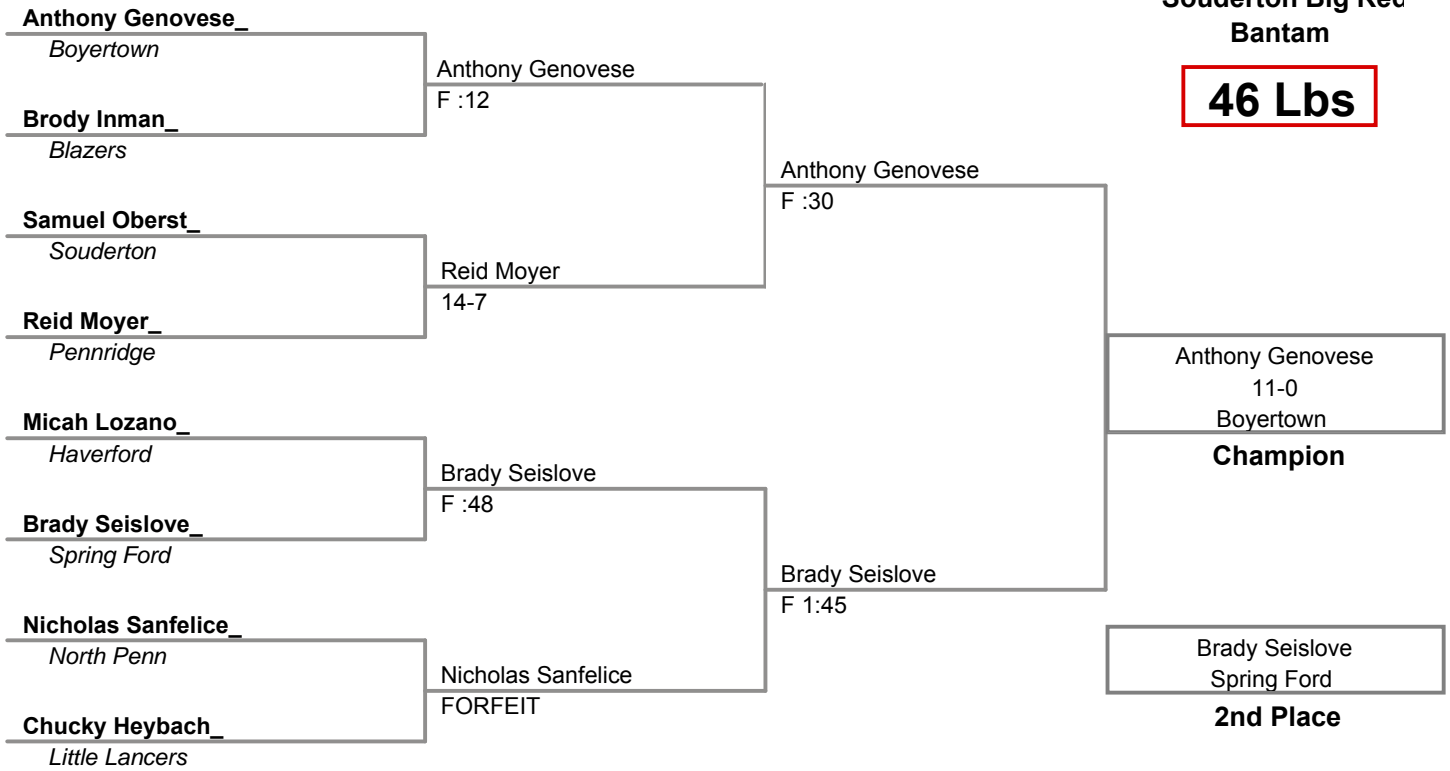 Souderton Big Red
Bantam
46 Lbs
Anthony Genovese_
Boyertown
Brody Inman_
Blazers
Samuel Oberst_
Souderton
Reid Moyer_
Pennridge
Micah Lozano_
Haverford
Brady Seislove_
Spring Ford
Nicholas Sanfelice_
North Penn
Chucky Heybach_
Little Lancers
Anthony Genovese
F :12
Reid Moyer
14-7
Brady Seislove
F :48
Nicholas Sanfelice
FORFEIT
Anthony Genovese
F :30
Brady Seislove
F 1:45
Anthony Genovese
11-0
Boyertown
Champion
Brady Seislove
Spring Ford
2nd Place